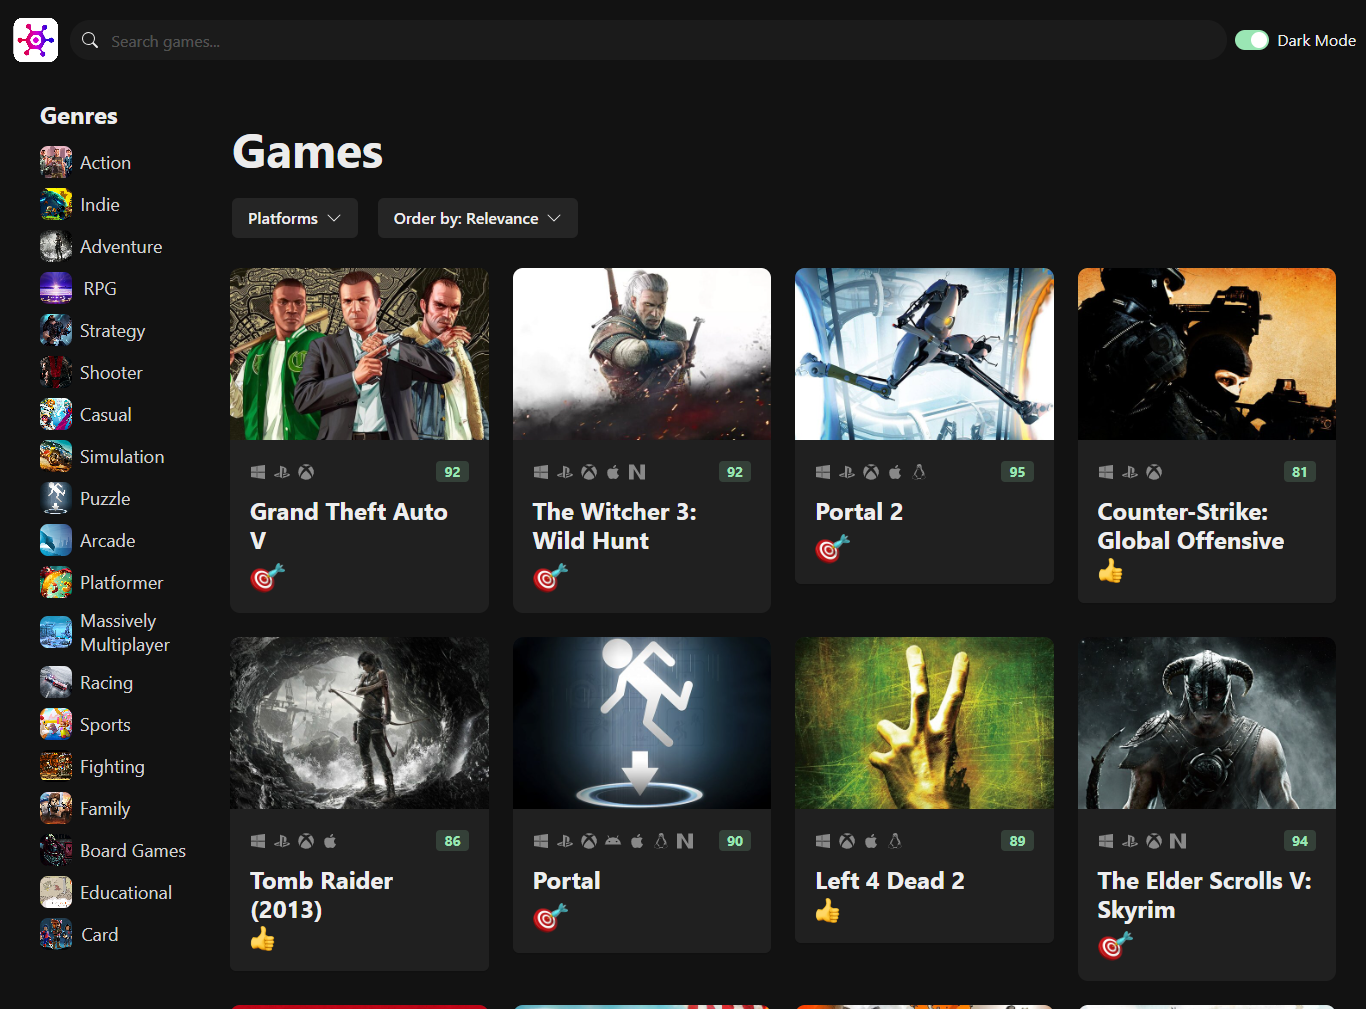 Search games...
Dark Mode
Genres
Action
Indie
Adventure
RPG
Strategy
Shooter
Casual
Simulation
Puzzle
Arcade
Platformer
Massively
Multiplayer
Racing
Sports
Fighting
Family
Board Games
Educational
Card
Games
Platforms
Order by: Relevance
92
Grand Theft Auto
V
92
The Witcher 3:
Wild Hunt
95
Portal 2
81
Counter-Strike:
Global Offensive
86
Tomb Raider
(2013)
90
Portal
89
Left 4 Dead 2
94
The Elder Scrolls V:
Skyrim